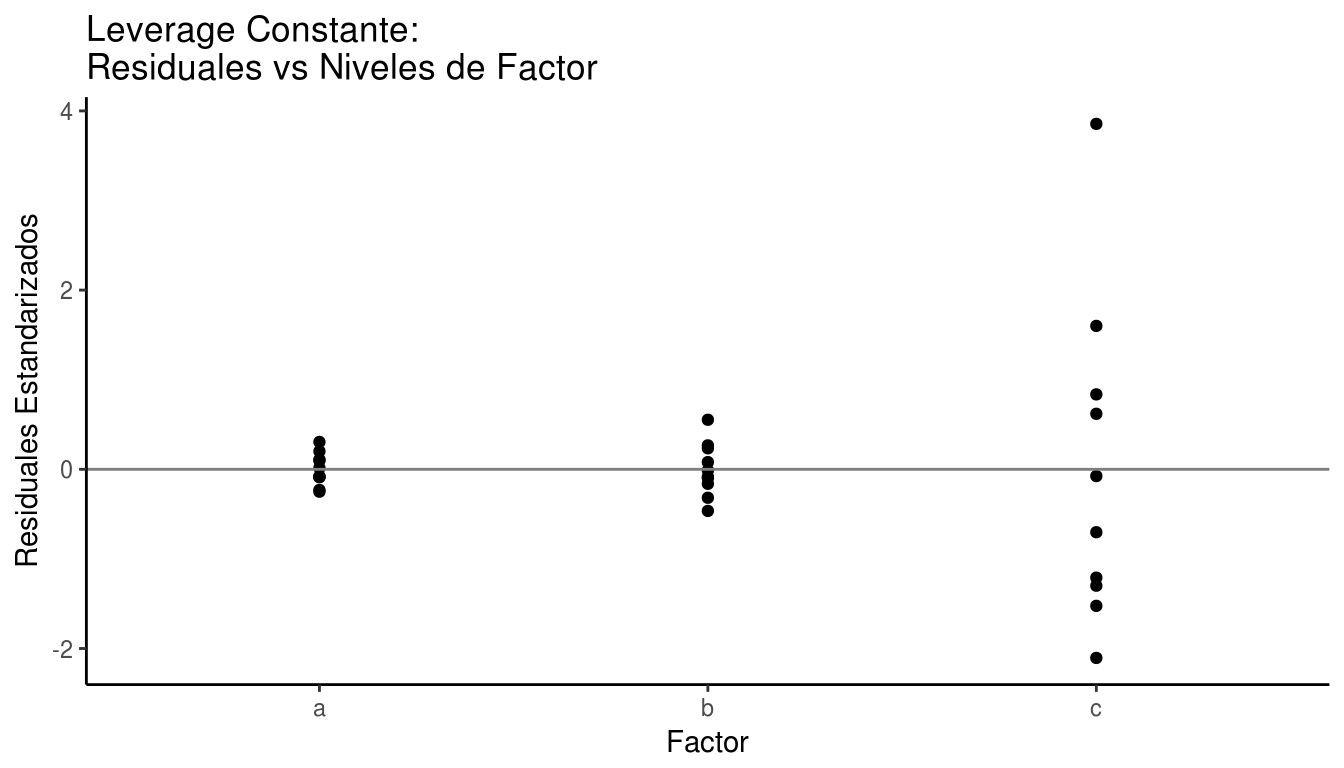 Leverage Constante:
Residuales vs Niveles de Factor
Residuales Estandarizados
4
2
0
-2
a
b
c
Factor